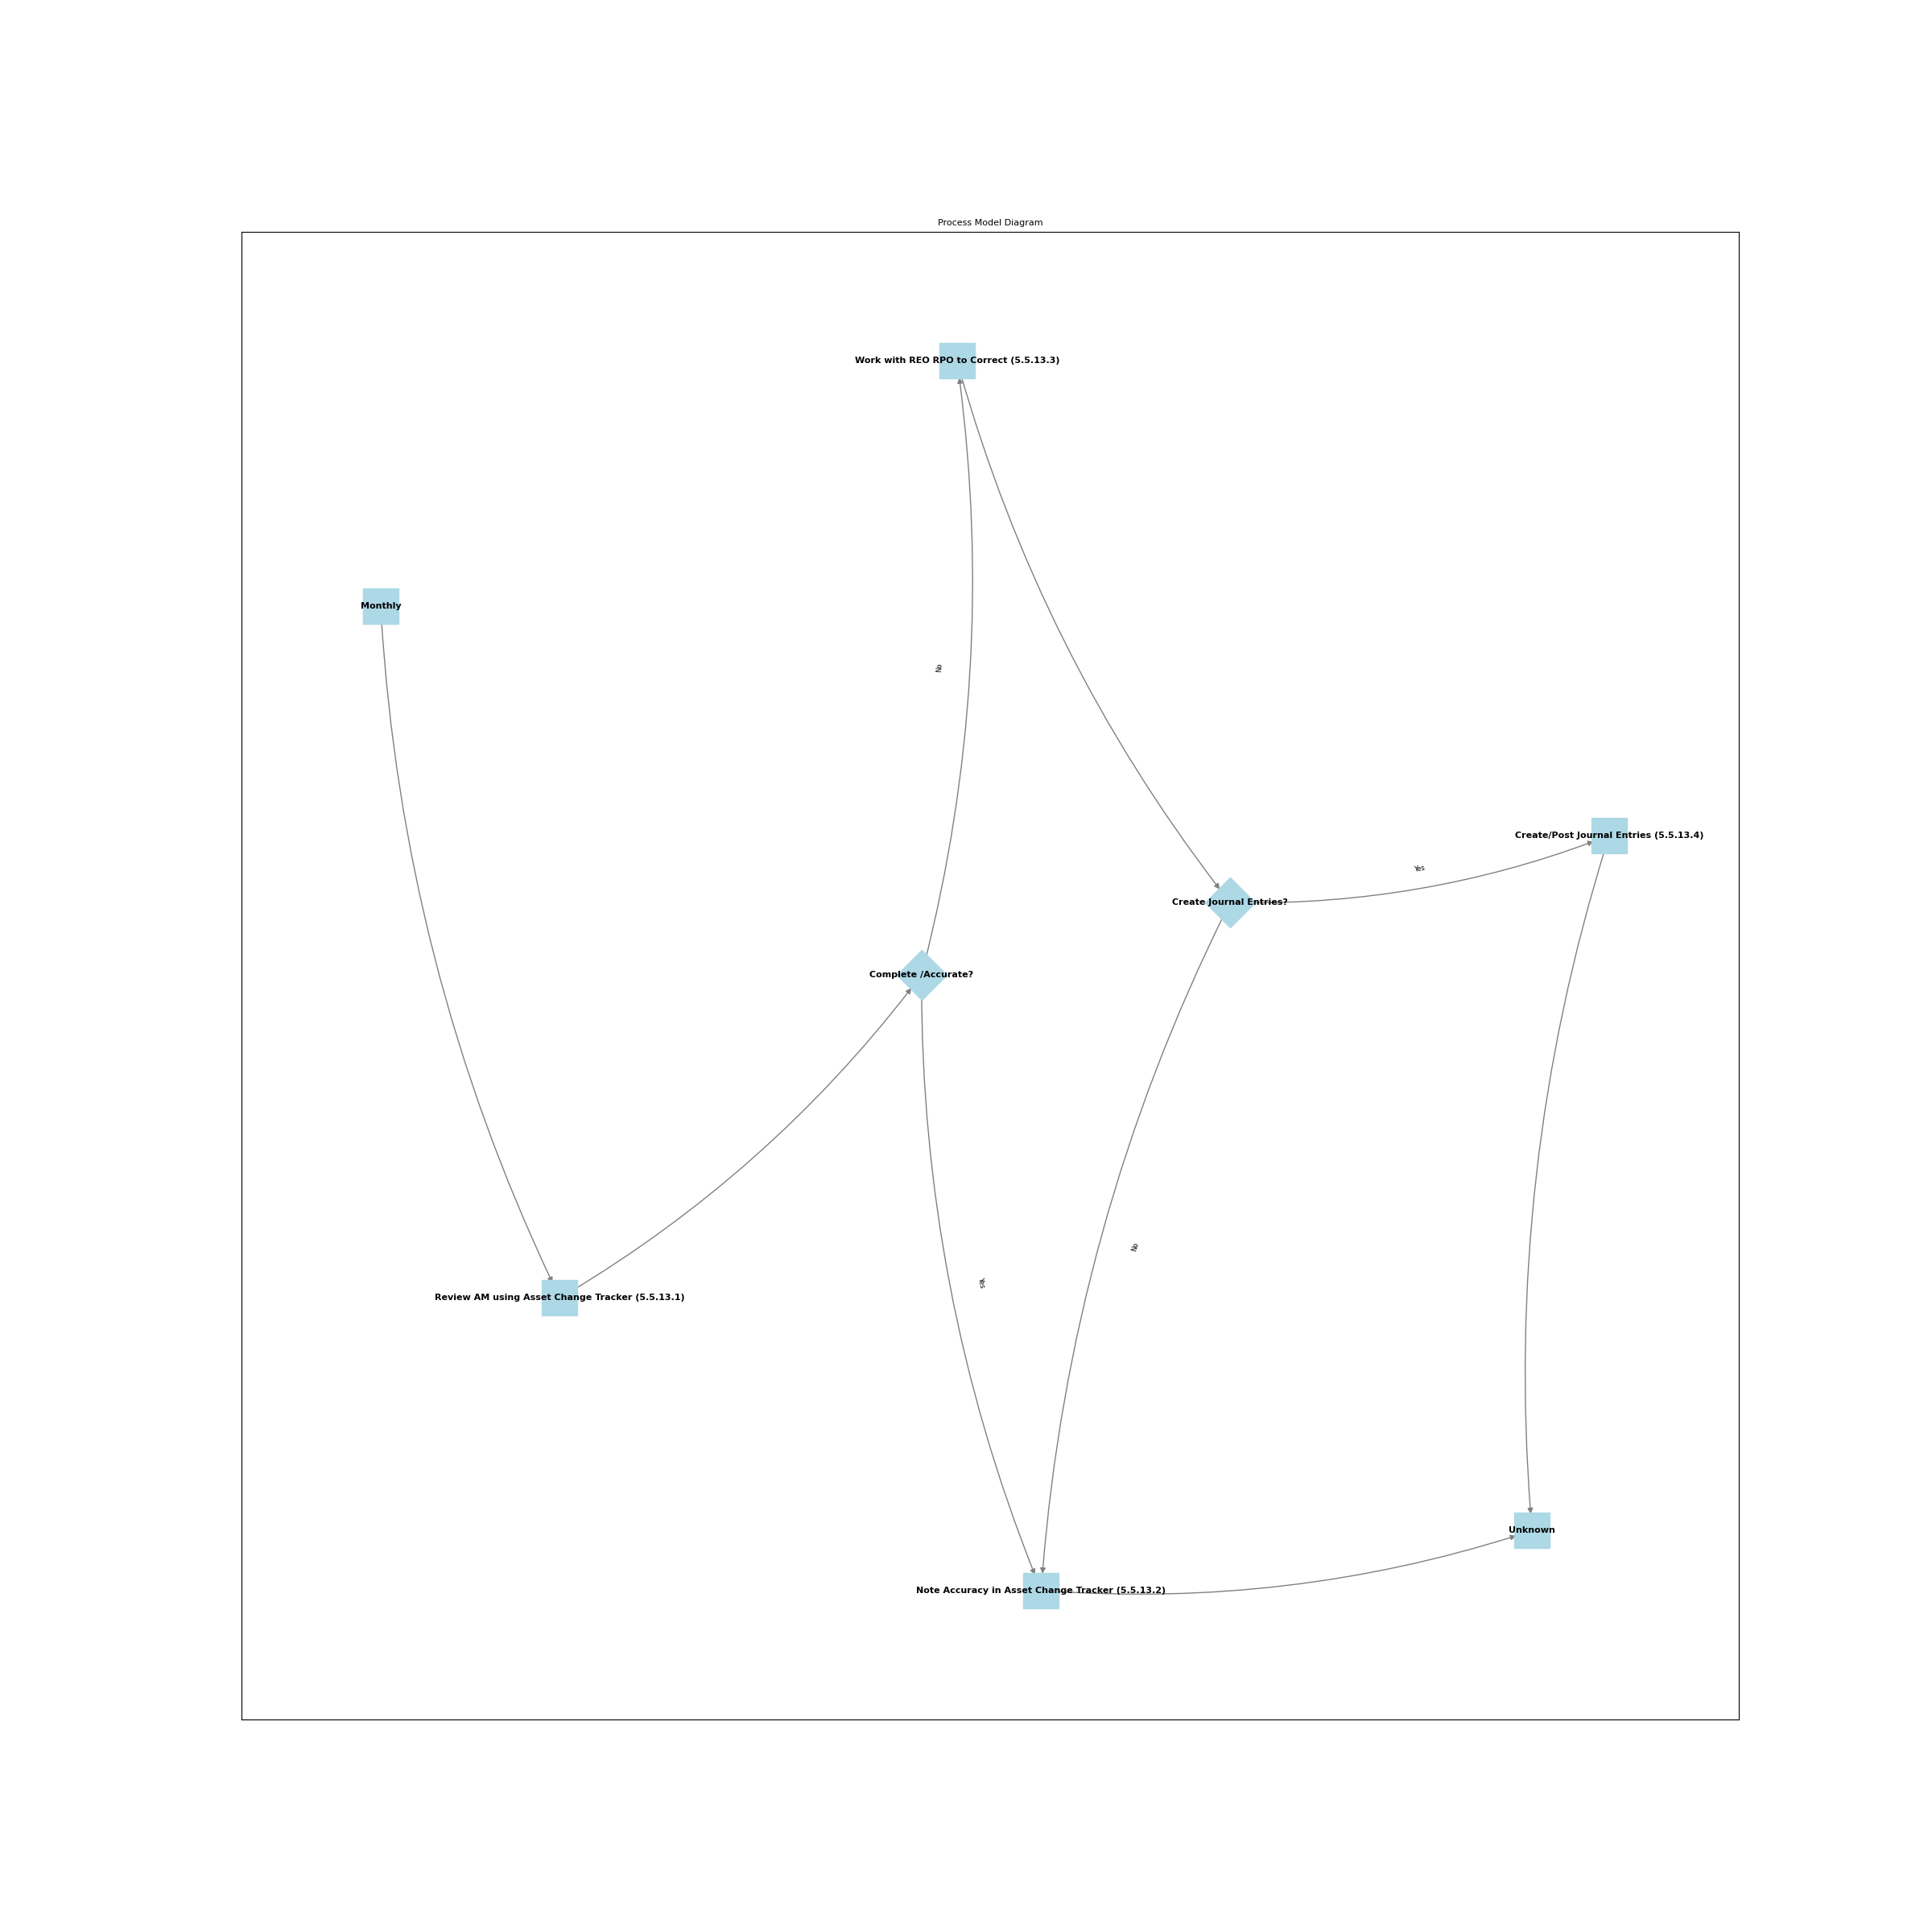 Process Model Diagram
Work with REO RPO to Correct (5.5.13.3)
Monthly
No
Create/Post Journal Entries (5.5.13.4)
Yes
Create Journal Entries?
Complete /Accurate?
No
Yes
Review AM using Asset Change Tracker (5.5.13.1)
Unknown
Note Accuracy in Asset Change Tracker (5.5.13.2)